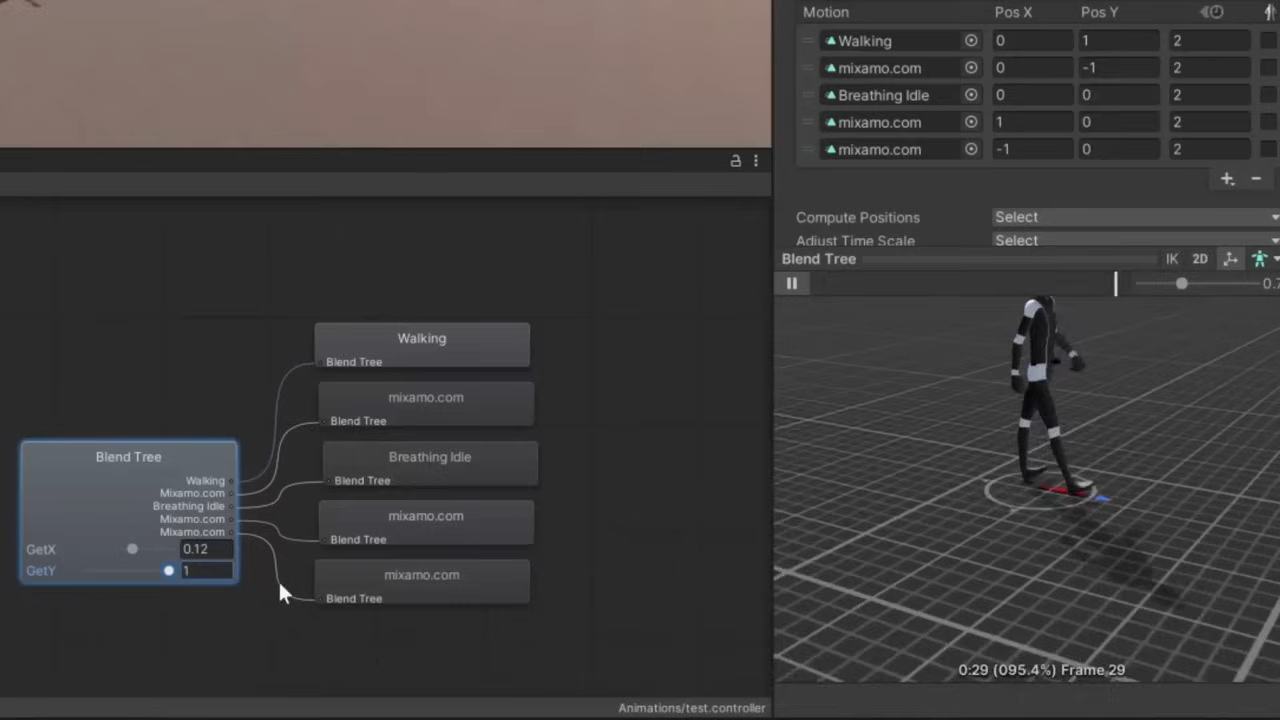 Motion Pos X Pos Y
Walking 0 1 2
mixamo.com 0 -1 2
Breathing Idle 0 0 2
mixamo.com 1 0 2
mixamo.com -1 0 2
+ -
Compute Positions Select
Adjust Time Scale Select
Blend Tree IK 2D
0.7
Walking
Blend Tree
mixamo.com
Blend Tree
Breathing Idle
Blend Tree
mixamo.com
Blend Tree
mixamo.com
Blend Tree
Blend Tree
Walking
Mixamo.com
Breathing Idle
Mixamo.com
Mixamo.com
GetX 0.12
GetY 1
0:29 (095.4%) Frame 29
Animations/test.controller